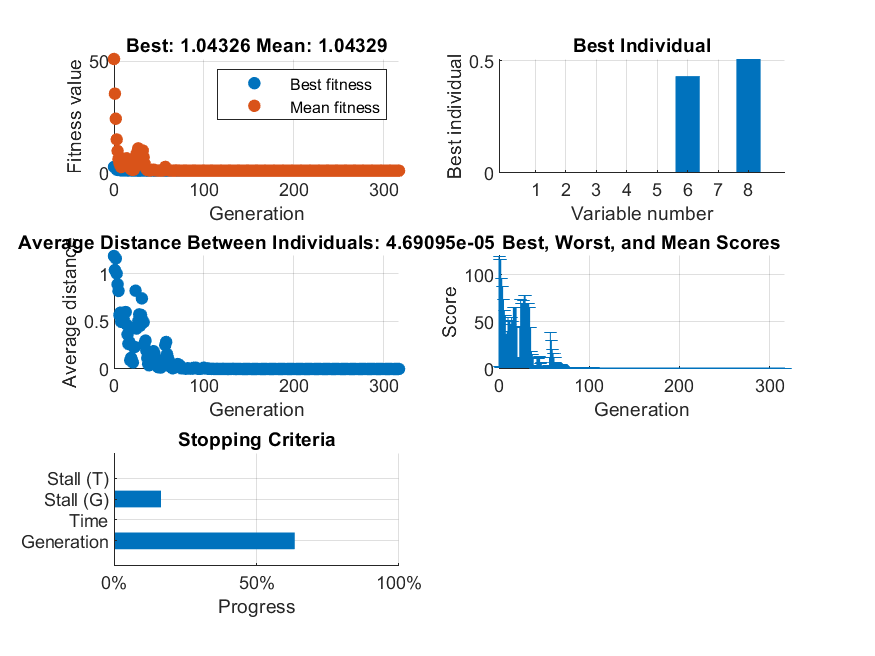 Best: 1.04326 Mean: 1.04329
Fitness value
50
0
Best fitness
Mean fitness
0 100 200 300
Generation
Best Individual
Best individual
0.5
0
1 2 3 4 5 6 7 8
Variable number
Average Distance Between Individuals: 4.69095e-05
Average distance
1
0.5
0
0 100 200 300
Generation
Best, Worst, and Mean Scores
Score
100
50
0
0 100 200 300
Generation
Stopping Criteria
Stall (T)
Stall (G)
Time
Generation
0% 50% 100%
Progress